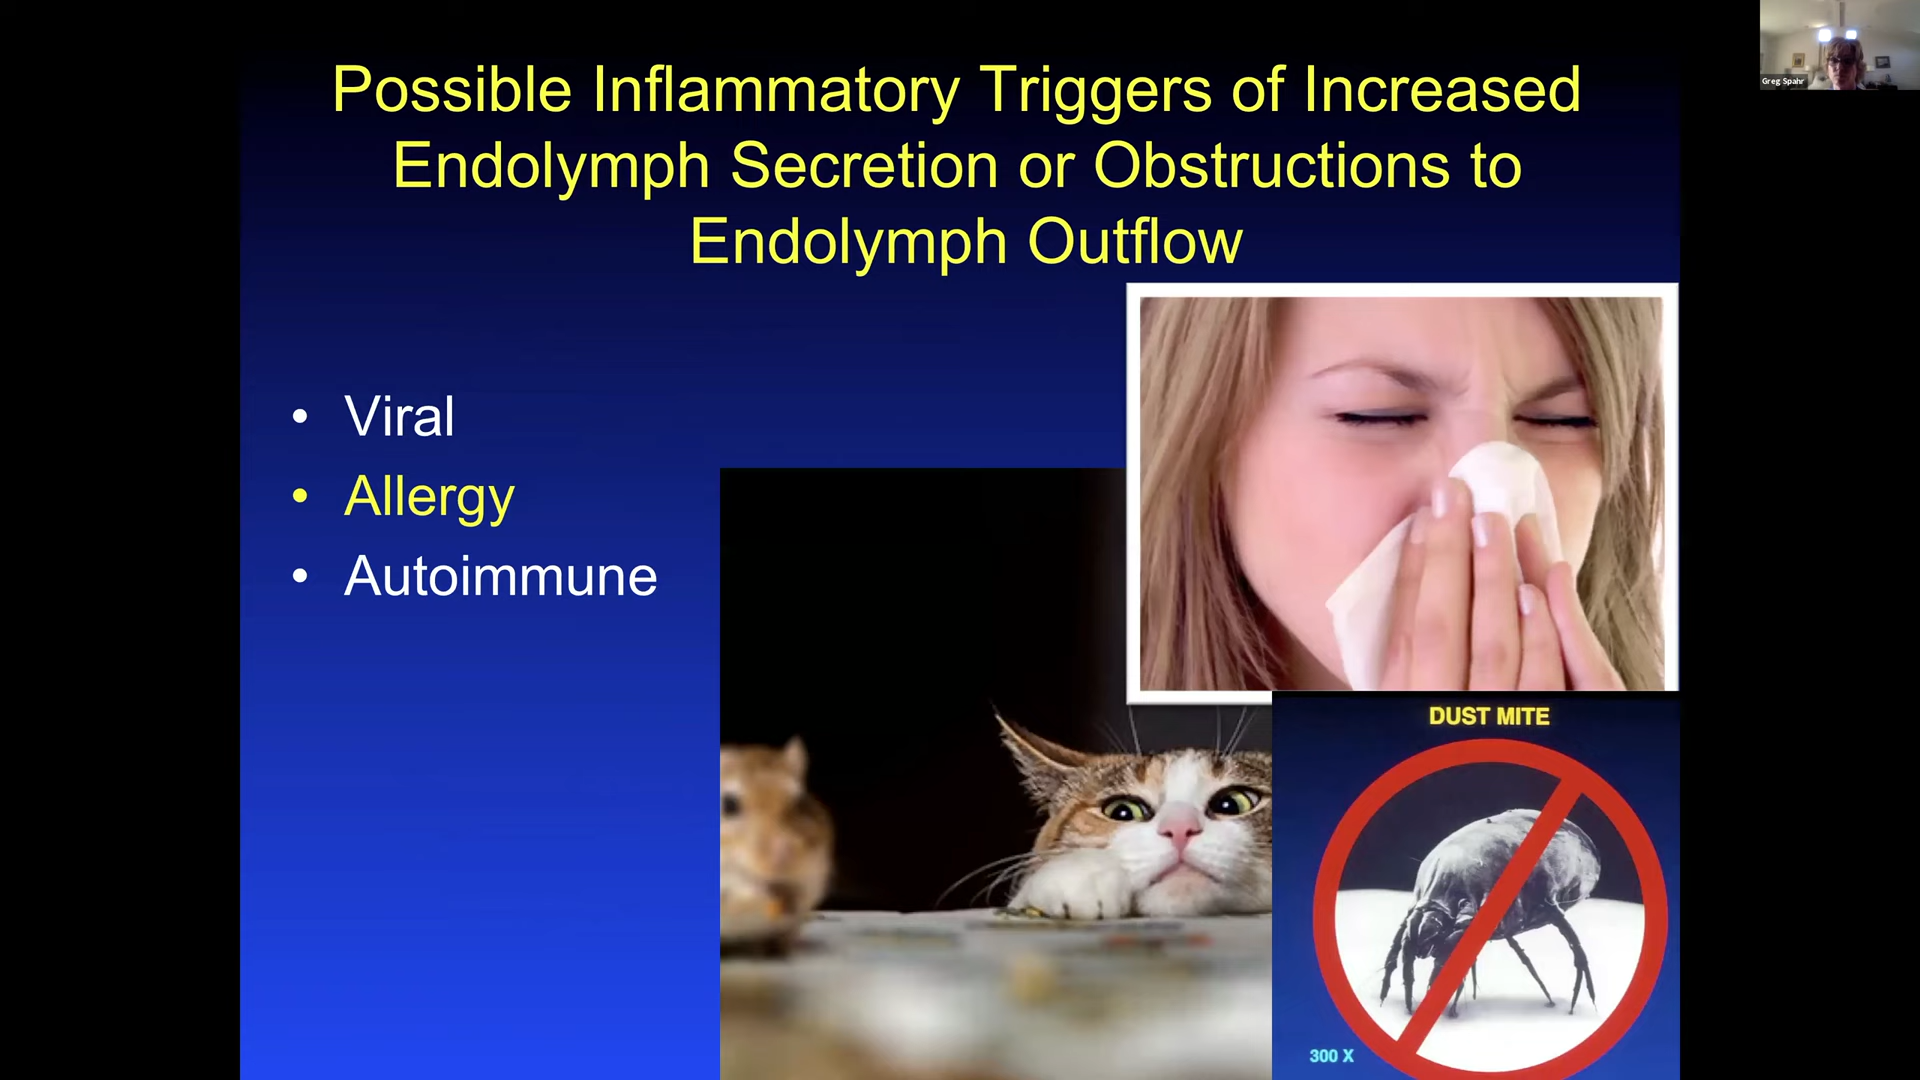 Possible Inflammatory Triggers of Increased
Endolymph Secretion or Obstructions to
Endolymph Outflow
• Viral
• Allergy
• Autoimmune
DUST MITE
300 X
Greg Spahr